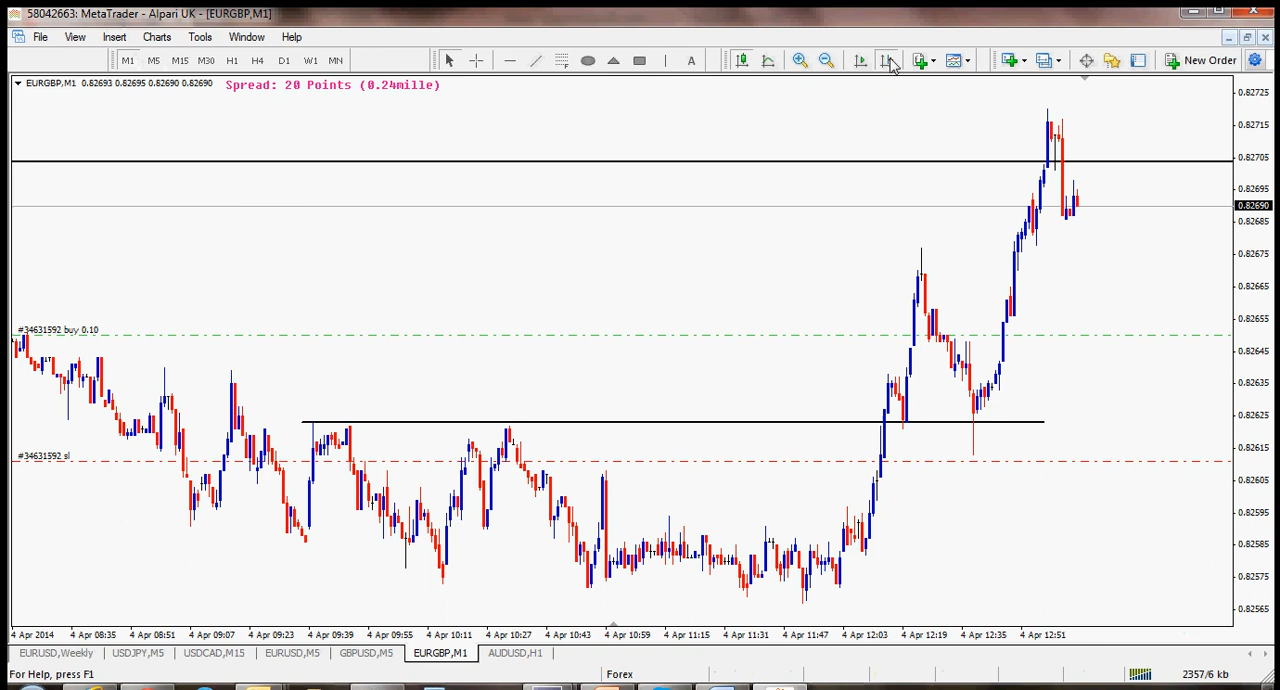 58042663: MetaTrader - Alpari UK - [EURGBP,M1]
File View Insert Charts Tools Window Help
M1 M5 M15 M30 H1 H4 D1 W1 MN A New Order
EURGBP,M1 0.82693 0.82695 0.82690 0.82690
Spread: 20 Points (0.24mille)
0.82725
0.82715
0.82705
0.82695
0.82690
0.82685
0.82675
0.82665
0.82655
#34631592 buy 0.10
0.82645
0.82635
0.82625
0.82615
#34631592 sl
0.82605
0.82595
0.82585
0.82575
0.82565
4 Apr 2014 4 Apr 08:35 4 Apr 08:51 4 Apr 09:07 4 Apr 09:23 4 Apr 09:39 4 Apr 09:55 4 Apr 10:11 4 Apr 10:27 4 Apr 10:43 4 Apr 10:59 4 Apr 11:15 4 Apr 11:31 4 Apr 11:47 4 Apr 12:03 4 Apr 12:19 4 Apr 12:35 4 Apr 12:51
EURUSD,Weekly USDJPY,M5 USDCAD,M15 EURUSD,M5 GBPUSD,M5 EURGBP,M1 AUDUSD,H1
For Help, press F1 Forex 2357/6 kb